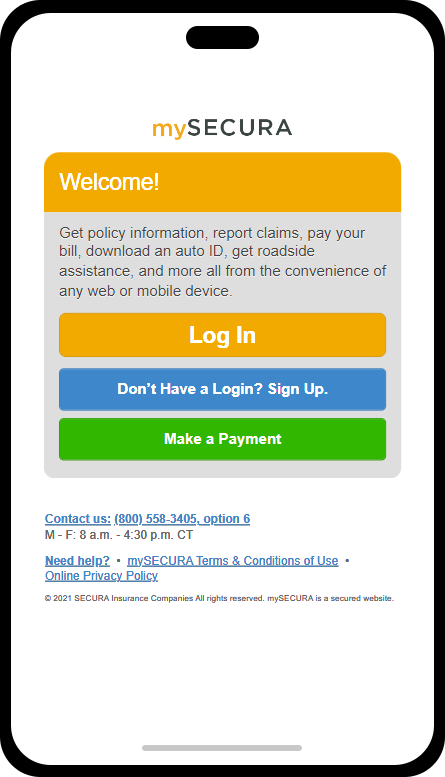 mySECURA
Welcome!
Get policy information, report claims, pay your
bill, download an auto ID, get roadside
assistance, and more all from the convenience of
any web or mobile device.
Log In
Don’t Have a Login? Sign Up.
Make a Payment
Contact us: (800) 558-3405, option 6
M - F: 8 a.m. - 4:30 p.m. CT
Need help? • mySECURA Terms & Conditions of Use •
Online Privacy Policy
© 2021 SECURA Insurance Companies All rights reserved. mySECURA is a secured website.